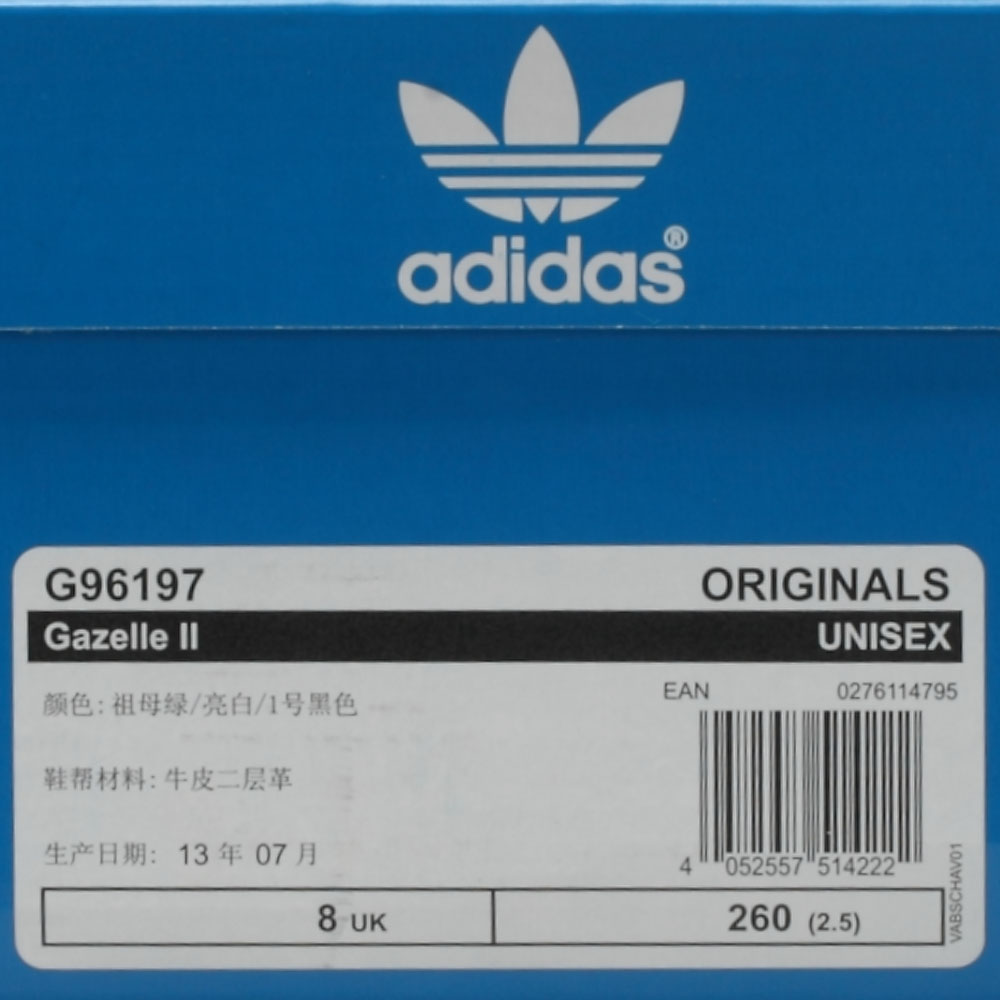 adidas®
G96197 ORIGINALS
Gazelle II UNISEX
颜色: 祖母绿/亮白/1号黑色
EAN 0276114795
鞋帮材料: 牛皮二层革
生产日期: 13 年 07 月
4 052557 514222
VABSCHAV01
8 UK 260 (2.5)